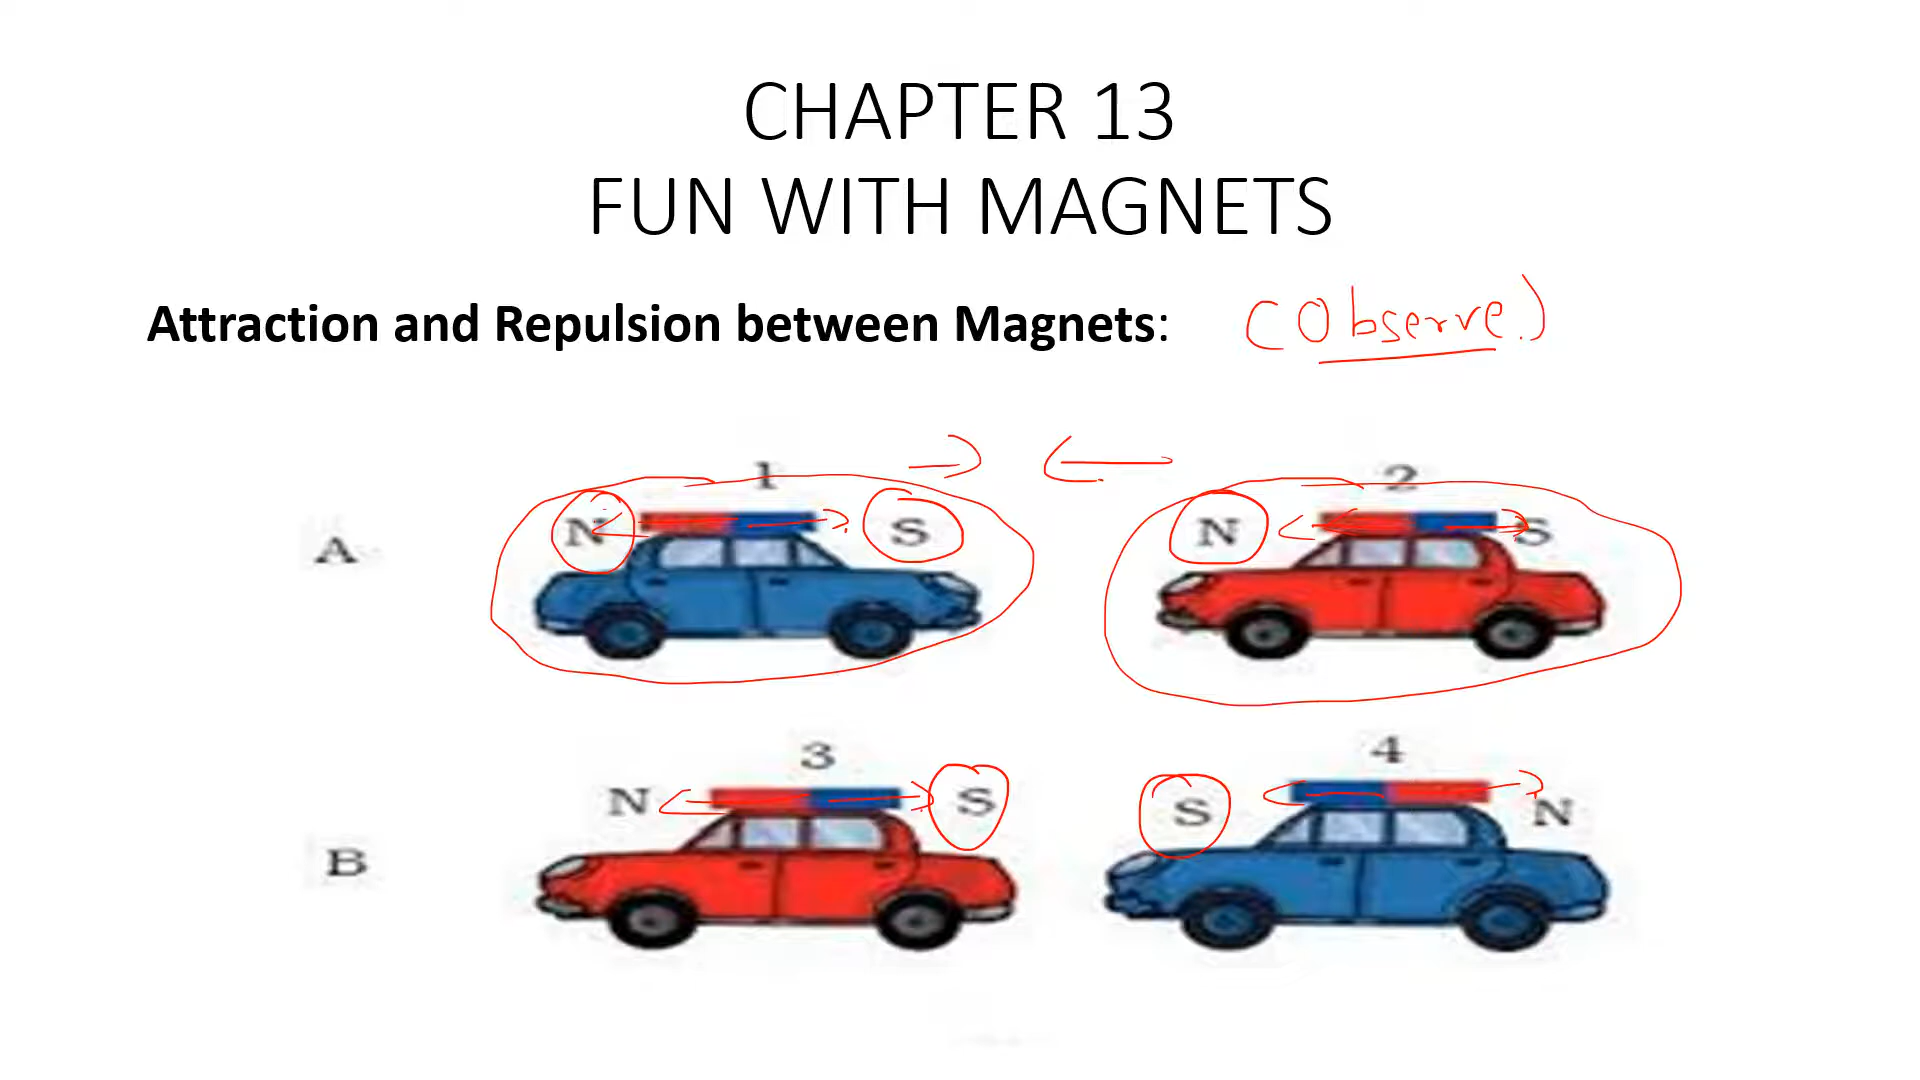 CHAPTER 13
FUN WITH MAGNETS
Attraction and Repulsion between Magnets: (Observe.)
1 2
A N S N S
3 4
N S S N
B